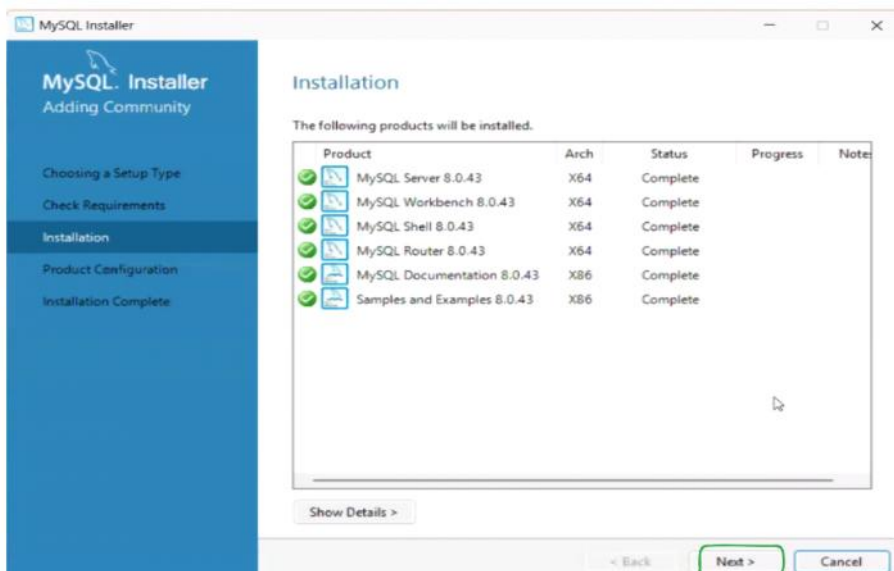 MySQL Installer
MySQL. Installer
Adding Community
Choosing a Setup Type
Check Requirements
Installation
Product Configuration
Installation Complete
Installation
The following products will be installed.
Product Arch Status Progress Notes
MySQL Server 8.0.43 X64 Complete
MySQL Workbench 8.0.43 X64 Complete
MySQL Shell 8.0.43 X64 Complete
MySQL Router 8.0.43 X64 Complete
MySQL Documentation 8.0.43 X86 Complete
Samples and Examples 8.0.43 X86 Complete
Show Details >
< Back Next > Cancel